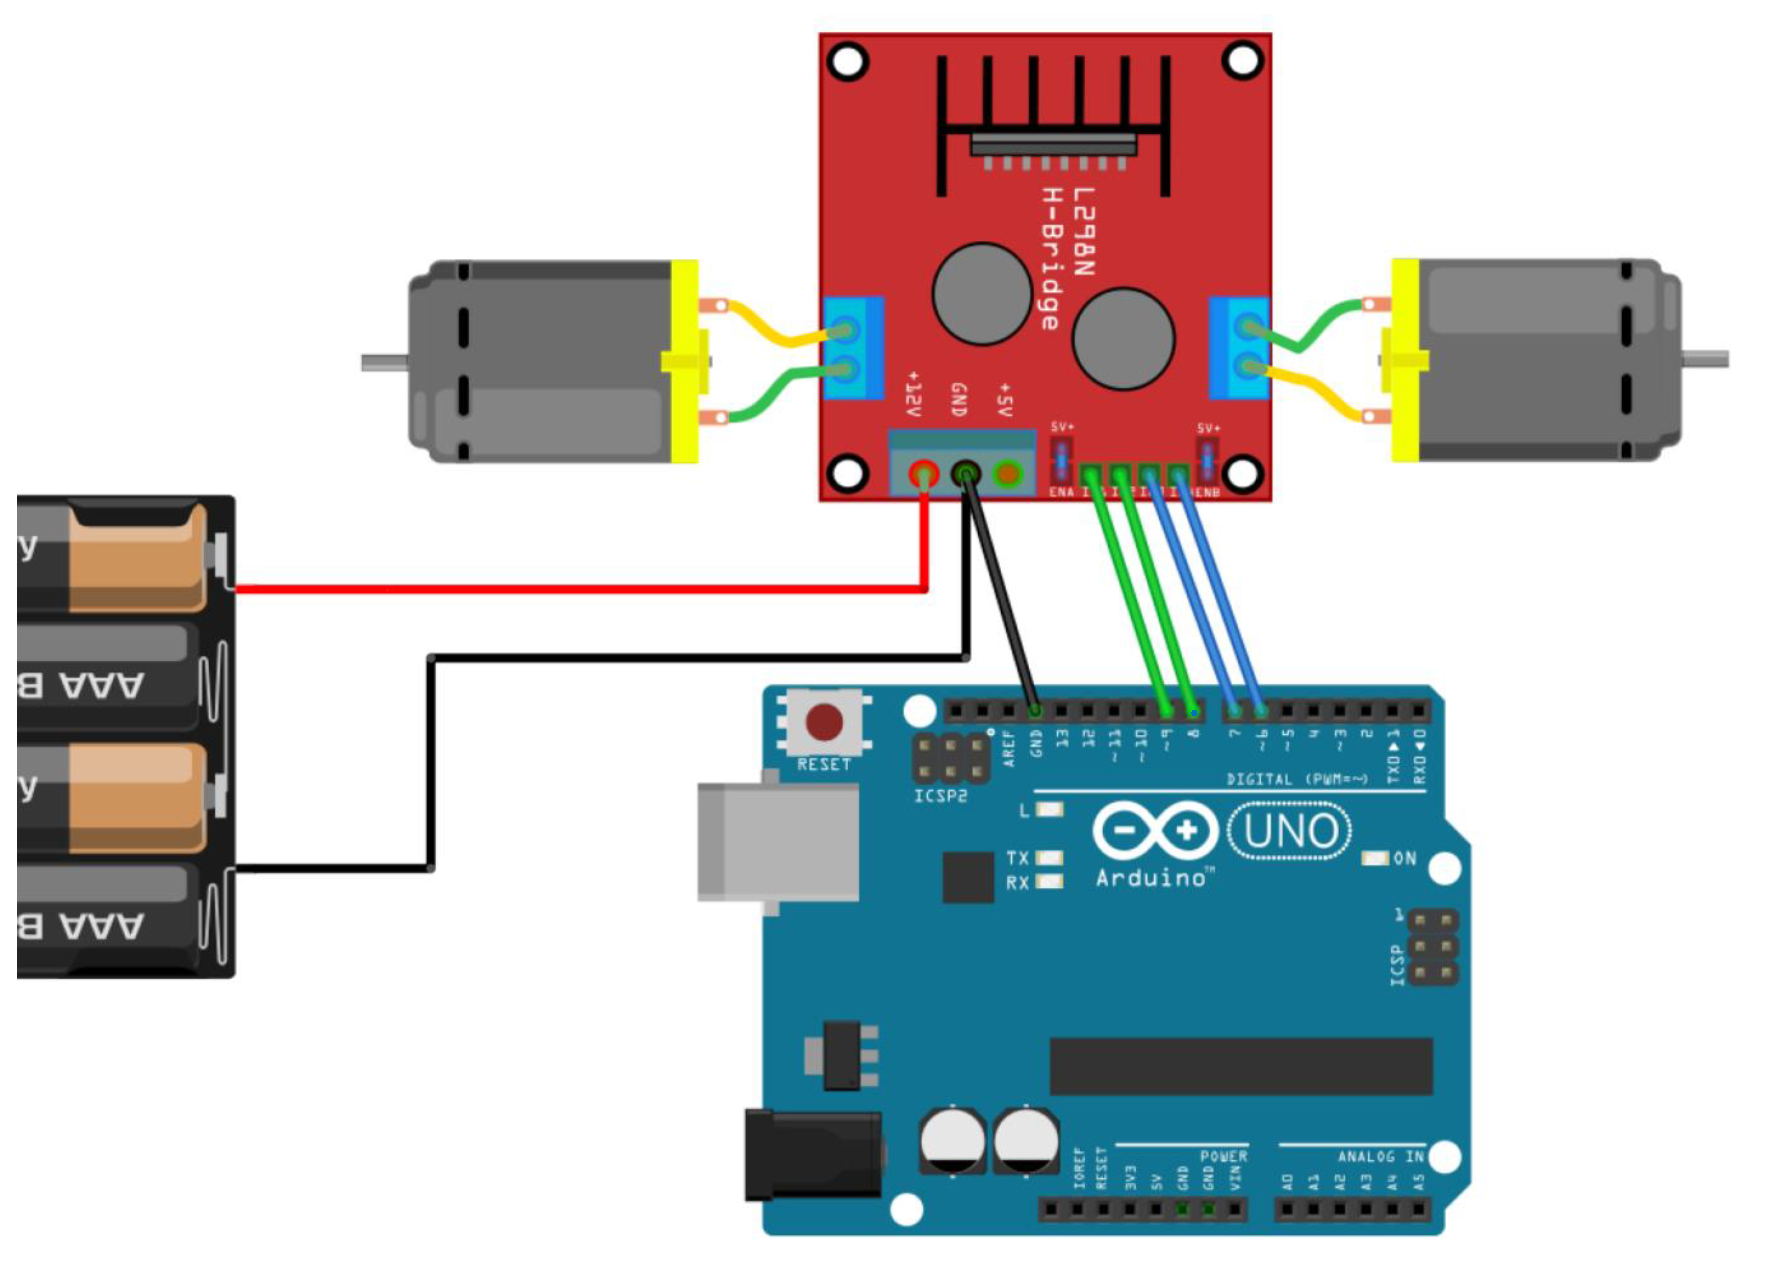 L298N
H-Bridge
+12V
GND
+5V
5V+
5V+
ENA
ENB
y
AAA B
y
AAA B
RESET
ICSP2
AREF
GND
13
12
~11
~10
~9
8
7
~6
~5
4
~3
2
TXD▶1
RXD◀0
DIGITAL (PWM=~)
L
TX
RX
UNO
Arduino™
ON
1
ICSP
POWER
ANALOG IN
IOREF
RESET
3V3
5V
GND
GND
VIN
A0
A1
A2
A3
A4
A5